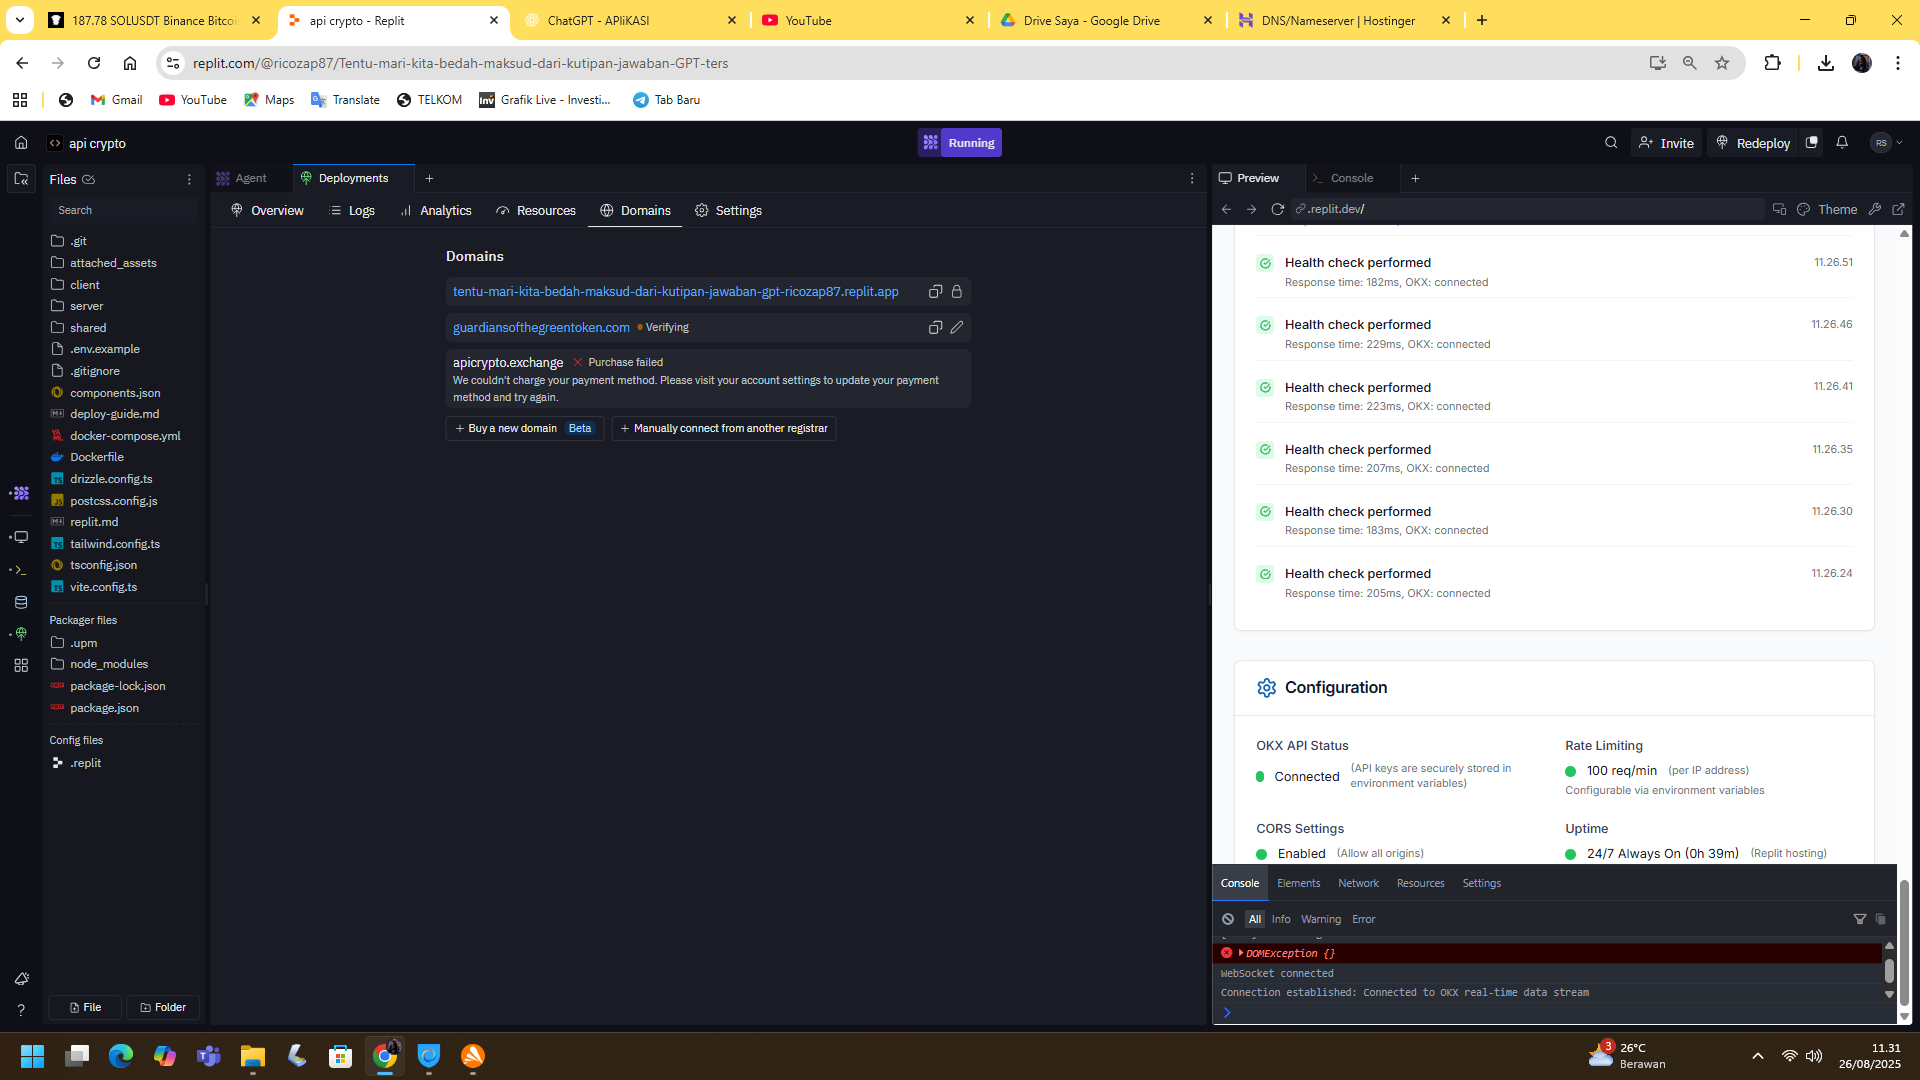 187.78 SOLUSDT Binance Bitcoi
api crypto - Replit
ChatGPT - APliKASI
YouTube
Drive Saya - Google Drive
DNS/Nameserver | Hostinger
replit.com/@ricozap87/Tentu-mari-kita-bedah-maksud-dari-kutipan-jawaban-GPT-ters
Gmail
YouTube
Maps
Translate
TELKOM
Grafik Live - Investi...
Tab Baru
api crypto
Running
Invite
Redeploy
RS
Files
Search
.git
attached_assets
client
server
shared
.env.example
.gitignore
components.json
deploy-guide.md
docker-compose.yml
Dockerfile
drizzle.config.ts
postcss.config.js
replit.md
tailwind.config.ts
tsconfig.json
vite.config.ts
Packager files
.upm
node_modules
package-lock.json
package.json
Config files
.replit
File
Folder
Agent
Deployments
Overview
Logs
Analytics
Resources
Domains
Settings
Domains
tentu-mari-kita-bedah-maksud-dari-kutipan-jawaban-gpt-ricozap87.replit.app
guardiansofthegreentoken.com Verifying
apicrypto.exchange Purchase failed
We couldn't charge your payment method. Please visit your account settings to update your payment
method and try again.
Buy a new domain Beta
Manually connect from another registrar
Preview
Console
.replit.dev/
Theme
Health check performed 11.26.51
Response time: 182ms, OKX: connected
Health check performed 11.26.46
Response time: 229ms, OKX: connected
Health check performed 11.26.41
Response time: 223ms, OKX: connected
Health check performed 11.26.35
Response time: 207ms, OKX: connected
Health check performed 11.26.30
Response time: 183ms, OKX: connected
Health check performed 11.26.24
Response time: 205ms, OKX: connected
Configuration
OKX API Status
Connected
(API keys are securely stored in
environment variables)
Rate Limiting
100 req/min (per IP address)
Configurable via environment variables
CORS Settings
Enabled (Allow all origins)
Uptime
24/7 Always On (0h 39m) (Replit hosting)
Console
Elements
Network
Resources
Settings
All
Info
Warning
Error
DOMException {}
WebSocket connected
Connection established: Connected to OKX real-time data stream
3
26°C
Berawan
11.31
26/08/2025